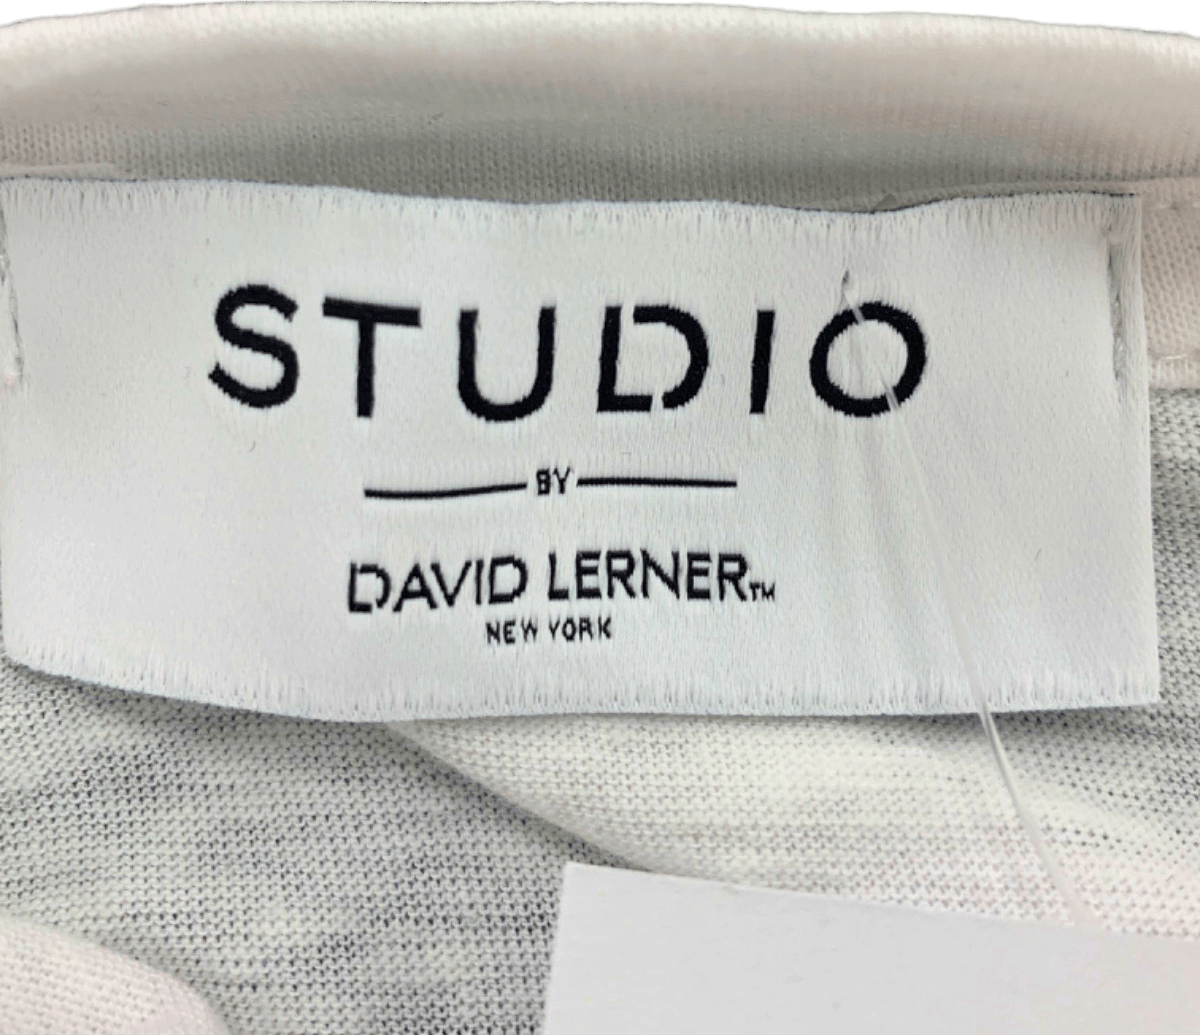 STUDIO
BY
DAVID LERNER™
NEW YORK